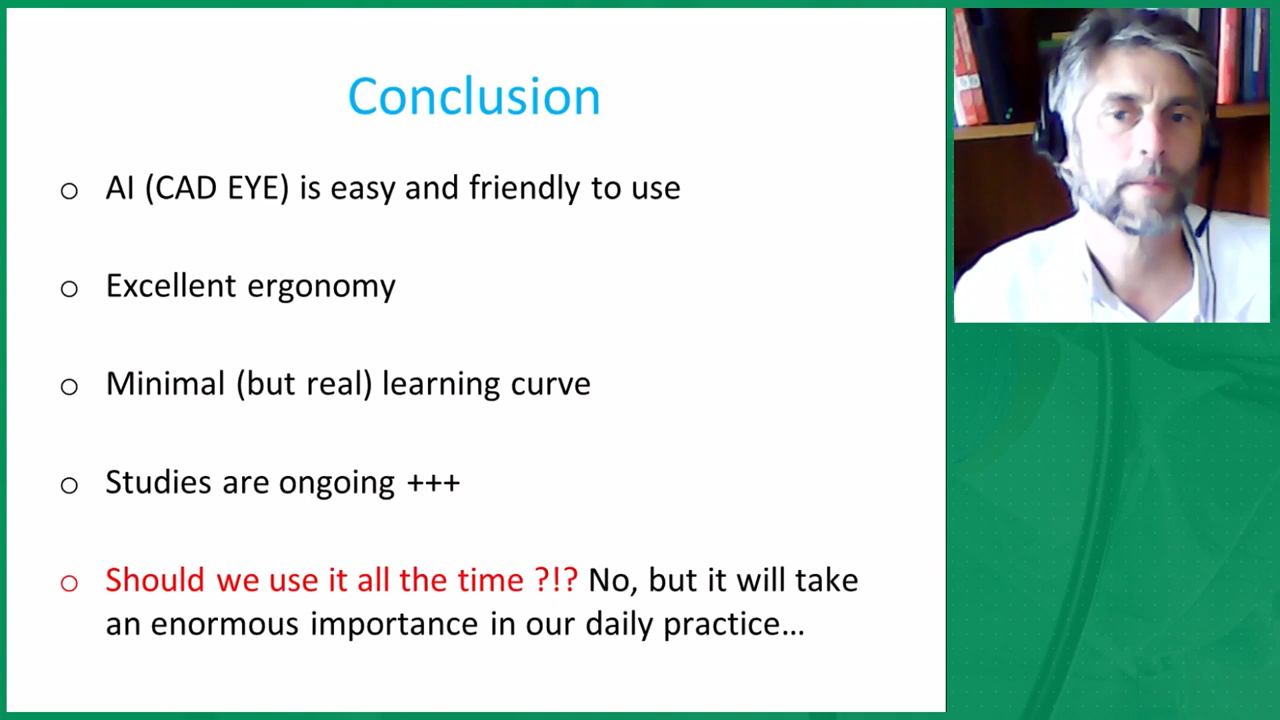 Conclusion
o AI (CAD EYE) is easy and friendly to use
o Excellent ergonomy
o Minimal (but real) learning curve
o Studies are ongoing +++
o Should we use it all the time ?!? No, but it will take
an enormous importance in our daily practice...